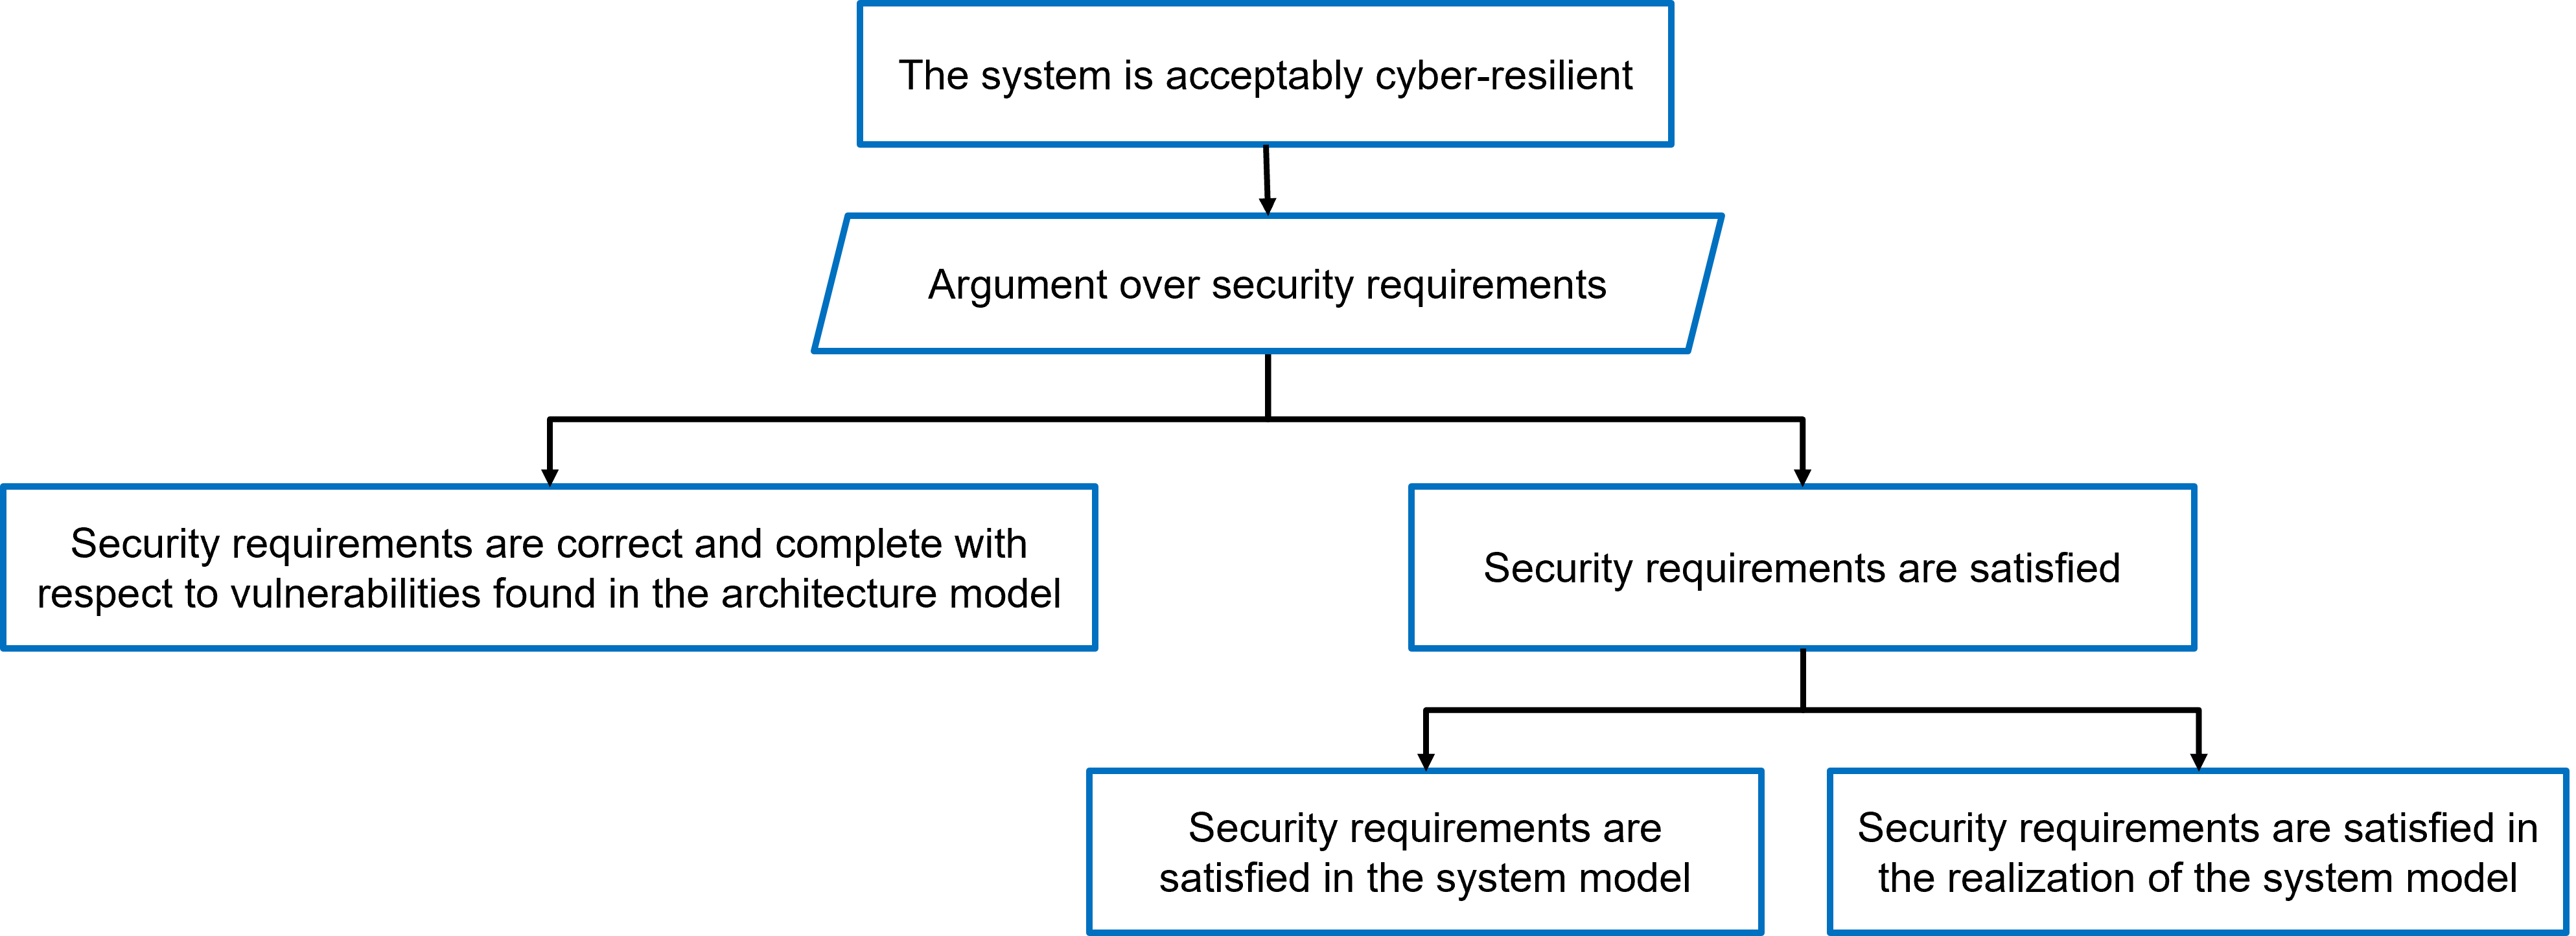 The system is acceptably cyber-resilient
Argument over security requirements
Security requirements are correct and complete with
respect to vulnerabilities found in the architecture model
Security requirements are satisfied
Security requirements are
satisfied in the system model
Security requirements are satisfied in
the realization of the system model